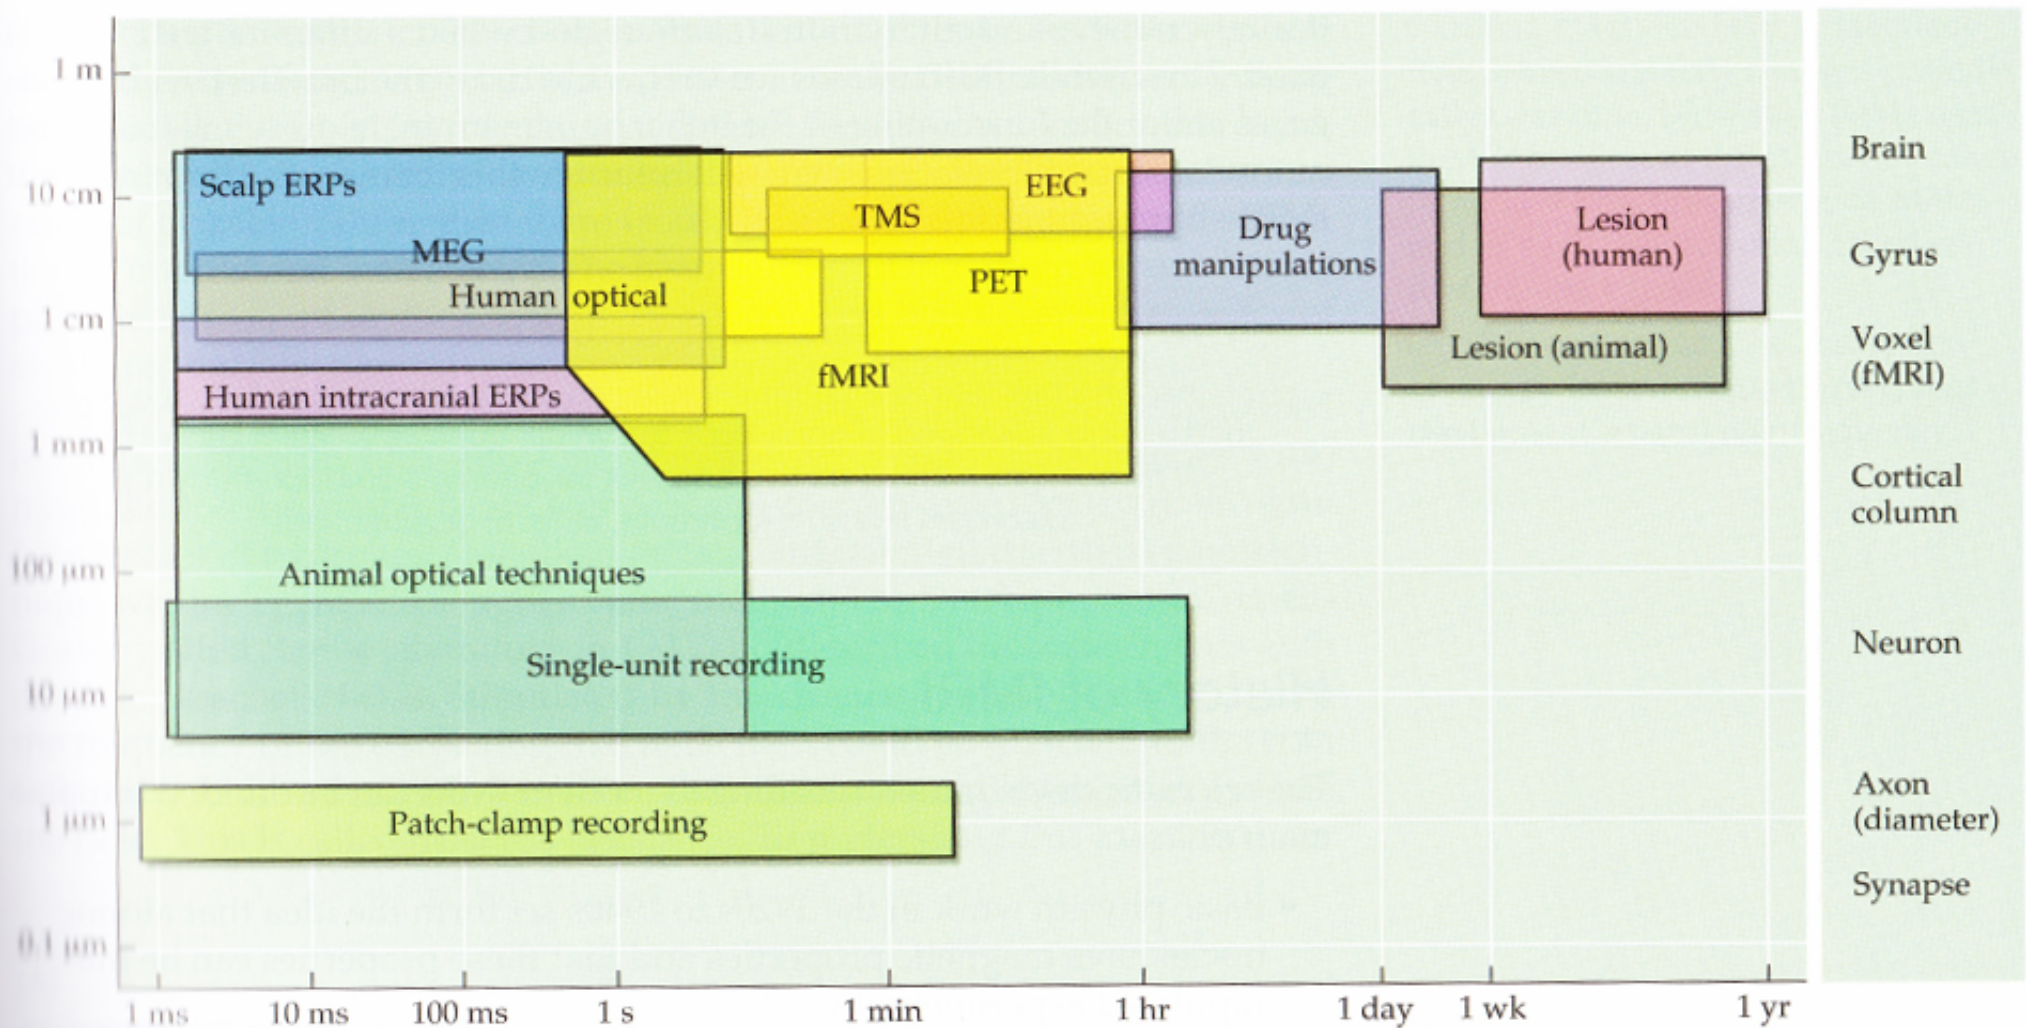 1 m
10 cm
1 cm
1 mm
100 μm
10 μm
1 μm
0.1 μm
Scalp ERPs
MEG
Human optical
Human intracranial ERPs
TMS
EEG
PET
fMRI
Drug
manipulations
Lesion
(human)
Lesion (animal)
Animal optical techniques
Single-unit recording
Patch-clamp recording
1 ms
10 ms
100 ms
1 s
1 min
1 hr
1 day
1 wk
1 yr
Brain
Gyrus
Voxel
(fMRI)
Cortical
column
Neuron
Axon
(diameter)
Synapse